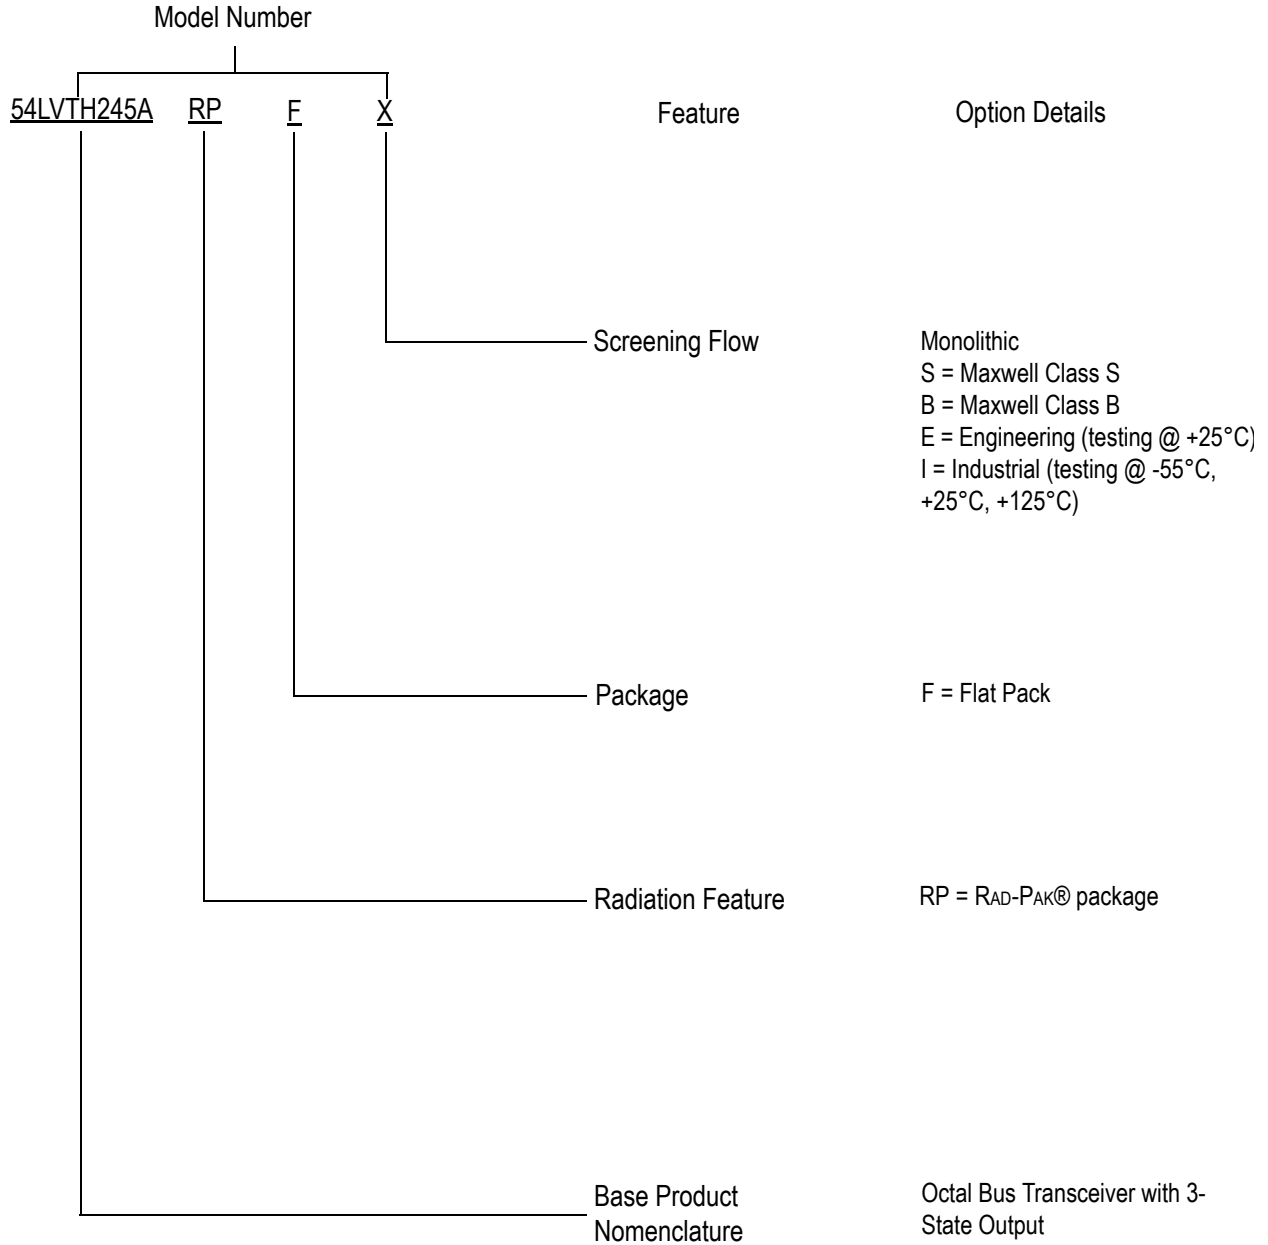 Model Number
54LVTH245A RP F X Feature Option Details
Screening Flow Monolithic
S = Maxwell Class S
B = Maxwell Class B
E = Engineering (testing @ +25°C)
I = Industrial (testing @ -55°C,
+25°C, +125°C)
Package F = Flat Pack
Radiation Feature RP = RAD-PAK® package
Base Product
Nomenclature
Octal Bus Transceiver with 3-
State Output